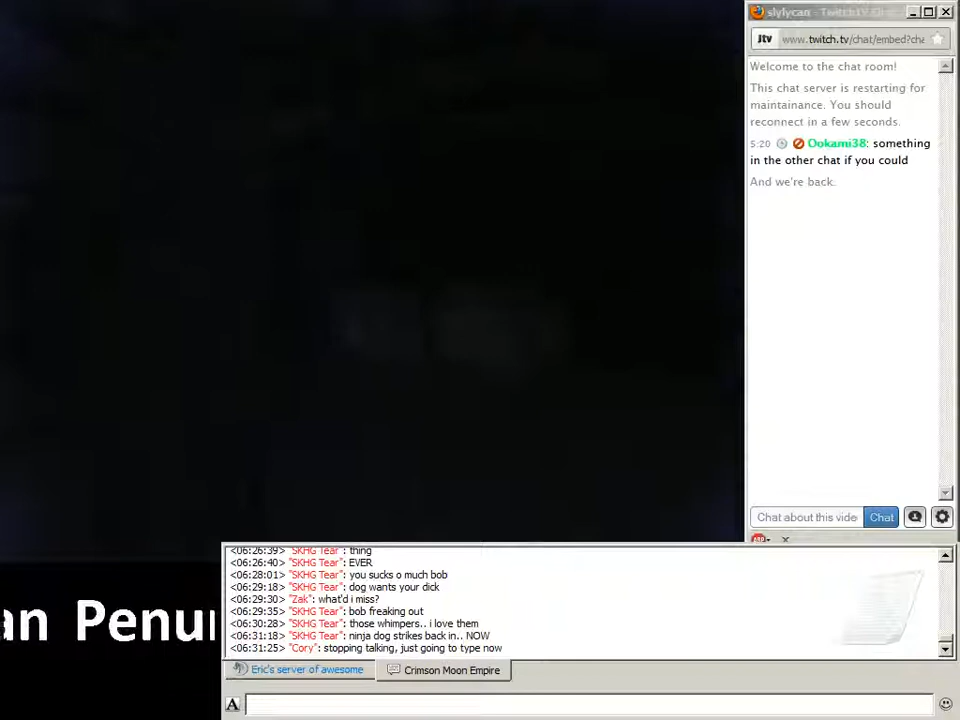 slylycan - TwitchTV Chat
Jtv www.twitch.tv/chat/embed?cha
Welcome to the chat room!
This chat server is restarting for
maintainance. You should
reconnect in a few seconds.
5:20 Ookami38: something
in the other chat if you could
And we're back.
Chat about this vide Chat
<06:26:39> "SKHG Tear": thing
<06:26:40> "SKHG Tear": EVER
<06:28:01> "SKHG Tear": you sucks o much bob
<06:29:18> "SKHG Tear": dog wants your dick
<06:29:30> "Zak": what'd i miss?
<06:29:35> "SKHG Tear": bob freaking out
<06:30:28> "SKHG Tear": those whimpers.. i love them
<06:31:18> "SKHG Tear": ninja dog strikes back in.. NOW
<06:31:25> "Cory": stopping talking, just going to type now
an Penu
Eric's server of awesome Crimson Moon Empire
A